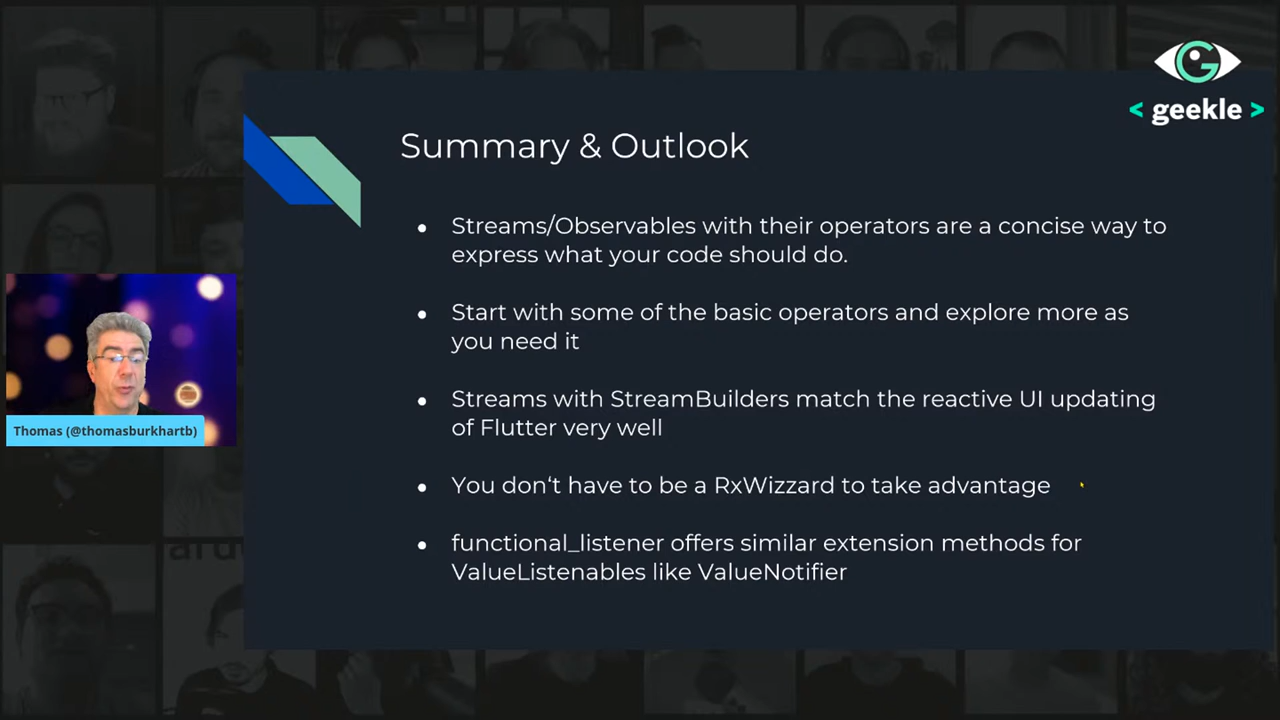 < geekle >
Summary & Outlook
● Streams/Observables with their operators are a concise way to
express what your code should do.
● Start with some of the basic operators and explore more as
you need it
● Streams with StreamBuilders match the reactive UI updating
of Flutter very well
● You don‘t have to be a RxWizzard to take advantage
● functional_listener offers similar extension methods for
ValueListenables like ValueNotifier
Thomas (@thomasburkhartb)